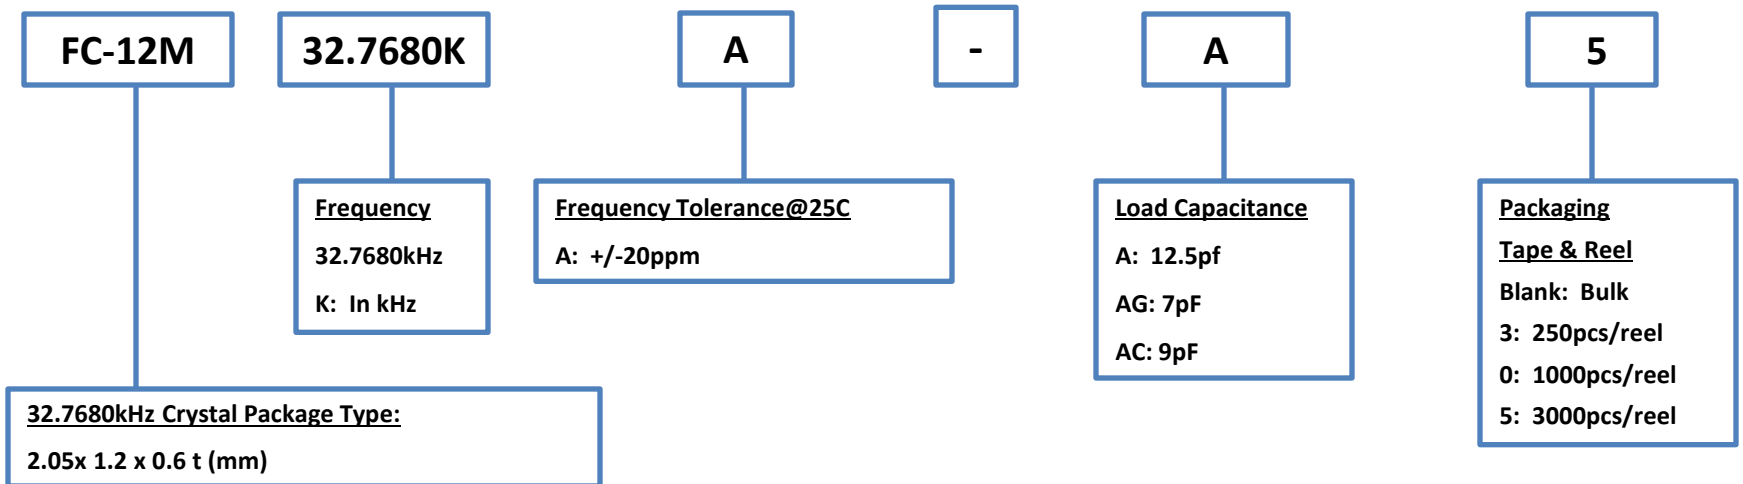 FC-12M 32.7680K A - A 5
Frequency
32.7680kHz
K: In kHz
Frequency Tolerance@25C
A: +/-20ppm
Load Capacitance
A: 12.5pf
AG: 7pF
AC: 9pF
Packaging
Tape & Reel
Blank: Bulk
3: 250pcs/reel
0: 1000pcs/reel
5: 3000pcs/reel
32.7680kHz Crystal Package Type:
2.05x 1.2 x 0.6 t (mm)